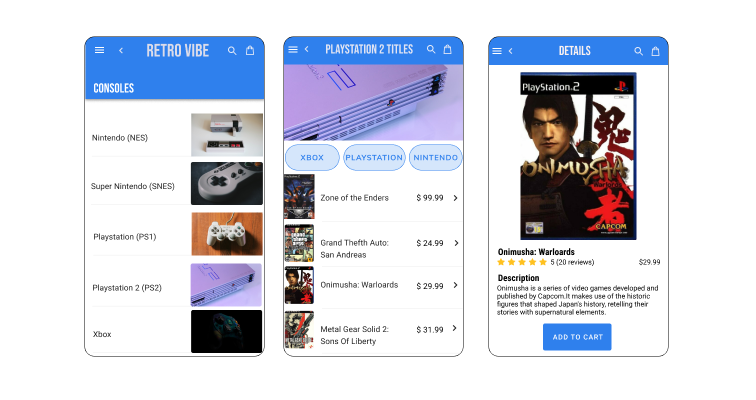 RETRO VIBE
CONSOLES
Nintendo (NES)
Super Nintendo (SNES)
Playstation (PS1)
Playstation 2 (PS2)
Xbox
PLAYSTATION 2 TITLES
XBOX
PLAYSTATION
NINTENDO
Zone of the Enders
$ 99.99
Grand Thefth Auto:
San Andreas
$ 24.99
Onimusha: Warloards
$ 29.99
Metal Gear Solid 2:
Sons Of Liberty
$ 31.99
DETAILS
PlayStation.2
鬼武者
ONIMUSHA
CAPCOM
Onimusha: Warloards
5 (20 reviews)
$29.99
Description
Onimusha is a series of video games developed and
published by Capcom.It makes use of the historic
figures that shaped Japan's history, retelling their
stories with supernatural elements.
ADD TO CART